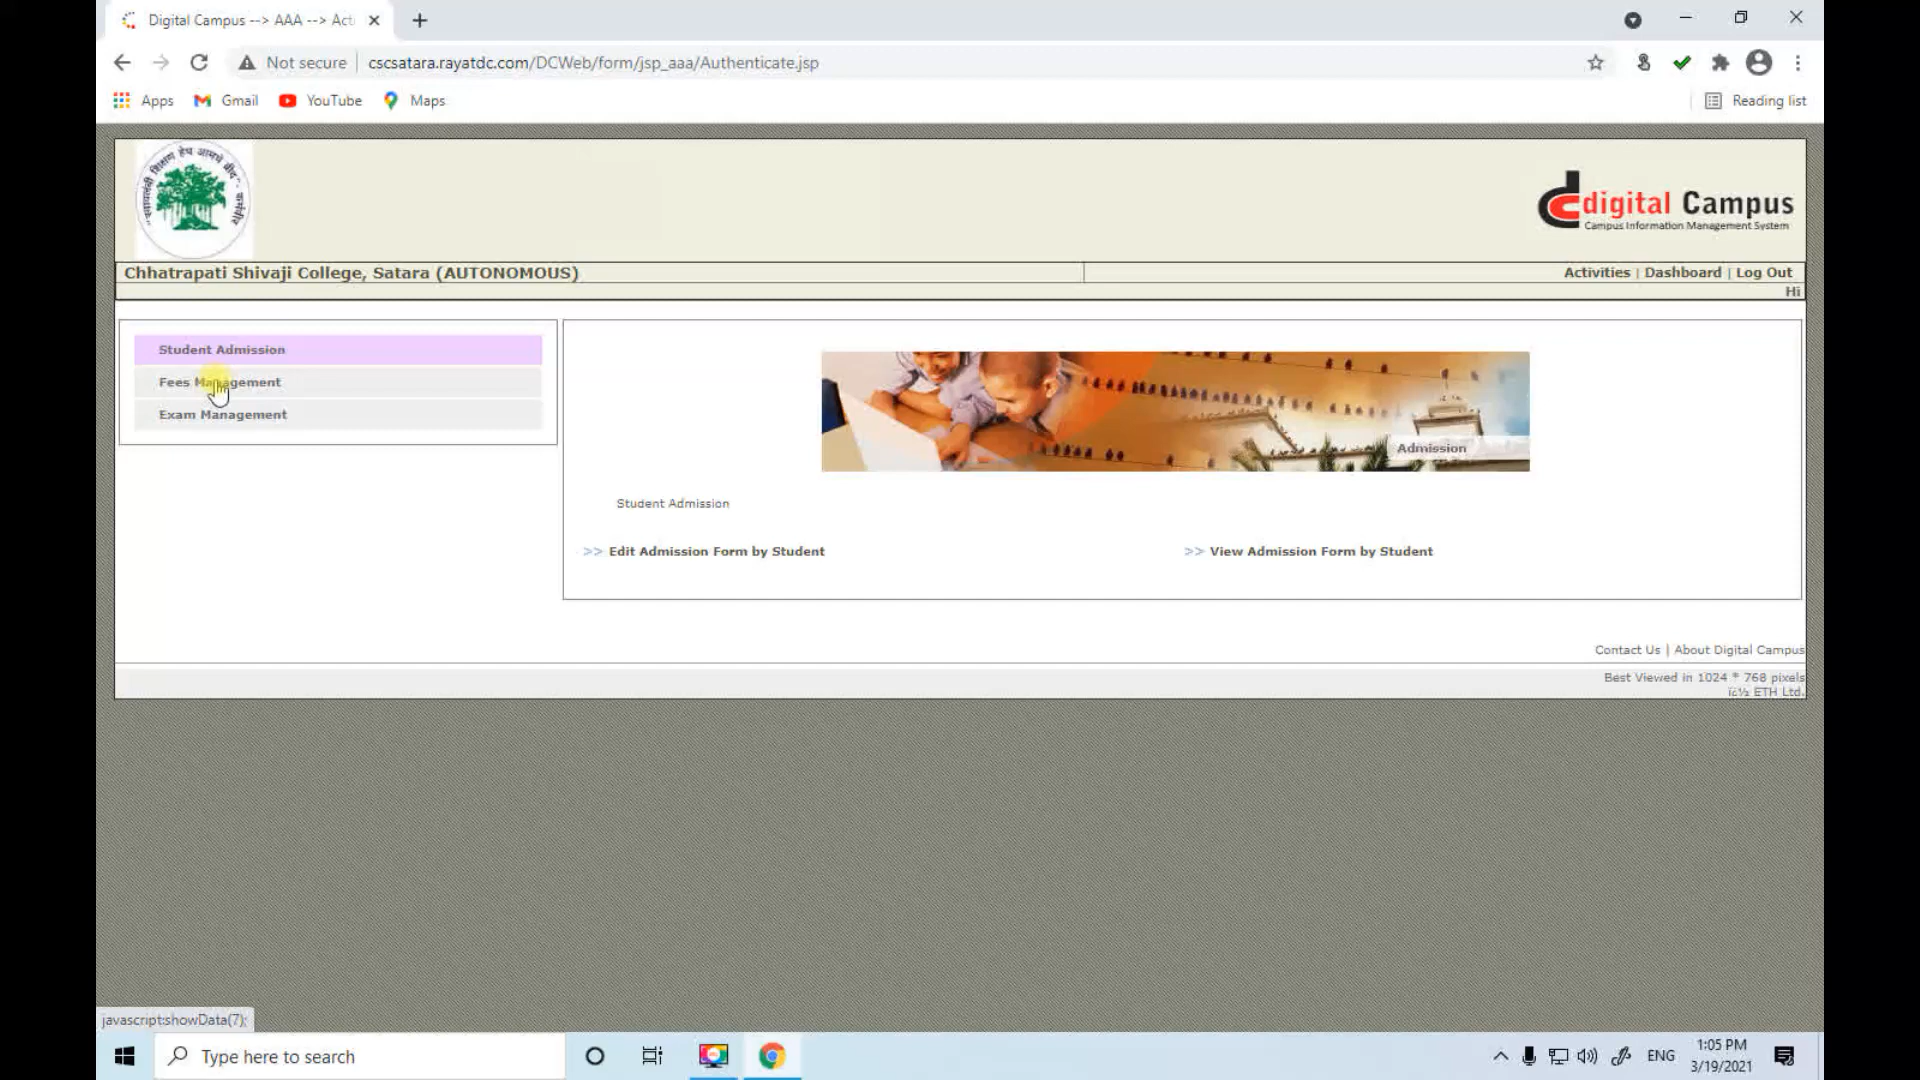 Digital Campus --> AAA --> Acti
Not secure
cscsatara.rayatdc.com/DCWeb/form/jsp_aaa/Authenticate.jsp
Apps
Gmail
YouTube
Maps
Reading list
digital Campus
Campus Information Management System
Chhatrapati Shivaji College, Satara (AUTONOMOUS)
Activities | Dashboard | Log Out
Hi
Student Admission
Fees Management
Exam Management
Admission
Student Admission
>> Edit Admission Form by Student
>> View Admission Form by Student
Contact Us | About Digital Campus
Best Viewed in 1024 * 768 pixels
ï¿½ ETH Ltd.
javascript:showData(7);
Type here to search
ENG
1:05 PM
3/19/2021